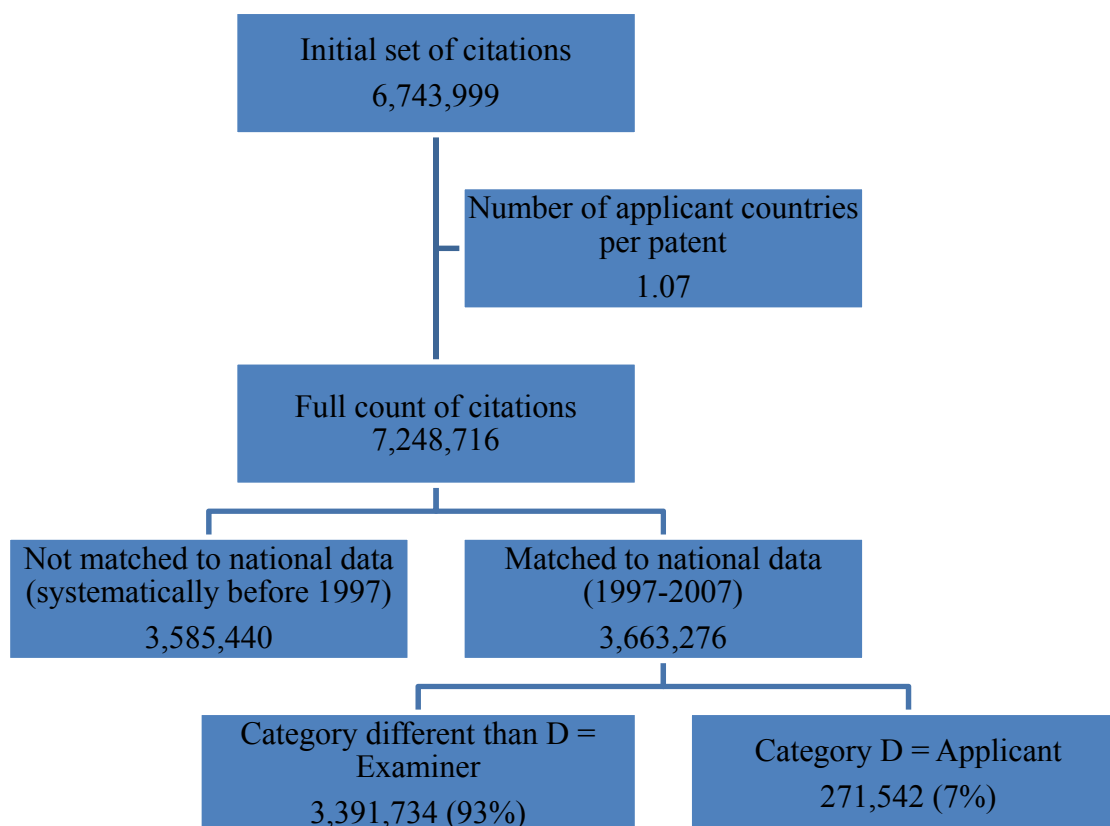 Initial set of citations
6,743,999
Number of applicant countries
per patent
1.07
Full count of citations
7,248,716
Not matched to national data
(systematically before 1997)
3,585,440
Matched to national data
(1997-2007)
3,663,276
Category different than D =
Examiner
3,391,734 (93%)
Category D = Applicant
271,542 (7%)